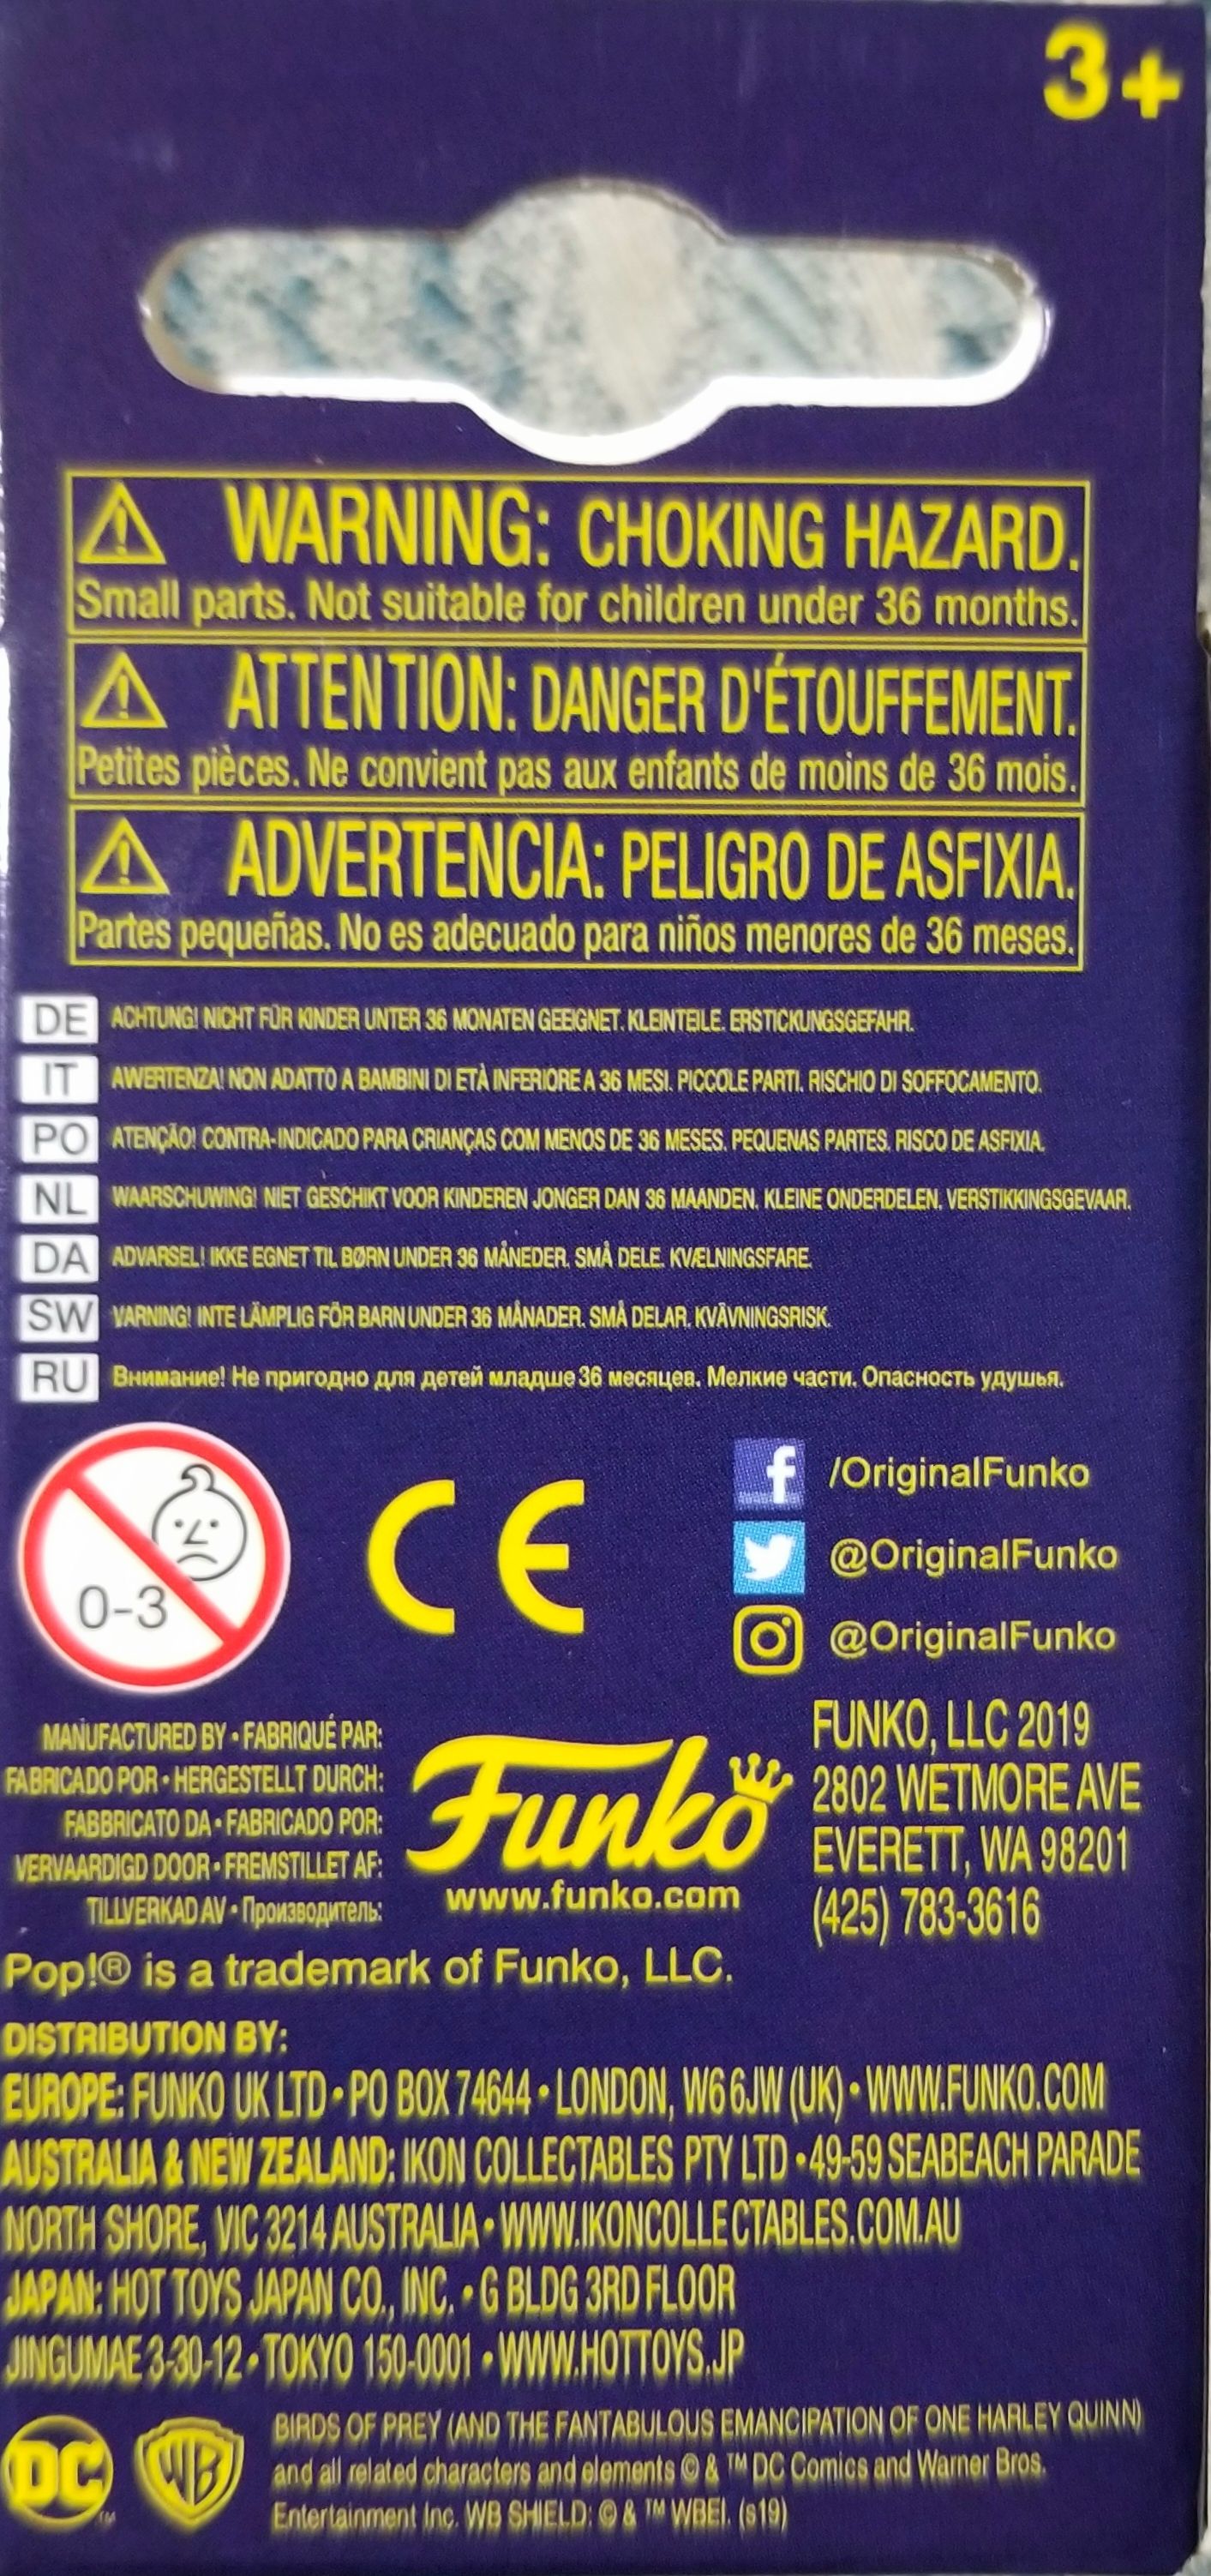 3+
WARNING: CHOKING HAZARD.
Small parts. Not suitable for children under 36 months.
ATTENTION: DANGER D'ÉTOUFFEMENT.
Petites pièces. Ne convient pas aux enfants de moins de 36 mois.
ADVERTENCIA: PELIGRO DE ASFIXIA.
Partes pequeñas. No es adecuado para niños menores de 36 meses.
DE ACHTUNG! NICHT FÜR KINDER UNTER 36 MONATEN GEEIGNET. KLEINTEILE. ERSTICKUNGSGEFAHR.
IT AWERTENZA! NON ADATTO A BAMBINI DI ETÀ INFERIORE A 36 MESI. PICCOLE PARTI. RISCHIO DI SOFFOCAMENTO.
PO ATENÇÃO! CONTRA-INDICADO PARA CRIANÇAS COM MENOS DE 36 MESES. PEQUENAS PARTES. RISCO DE ASFIXIA.
NL WAARSCHUWING! NIET GESCHIKT VOOR KINDEREN JONGER DAN 36 MAANDEN. KLEINE ONDERDELEN. VERSTIKKINGSGEVAAR.
DA ADVARSEL! IKKE EGNET TIL BØRN UNDER 36 MÅNEDER. SMÅ DELE. KVÆLNINGSFARE.
SW VARNING! INTE LÄMPLIG FÖR BARN UNDER 36 MÅNADER. SMÅ DELAR. KVÄVNINGSRISK.
RU Внимание! Не пригодно для детей младше 36 месяцев. Мелкие части. Опасность удушья.
0-3
CE
/OriginalFunko
@OriginalFunko
@OriginalFunko
MANUFACTURED BY • FABRIQUÉ PAR:
FABRICADO POR • HERGESTELLT DURCH:
FABBRICATO DA • FABRICADO POR:
VERVAARDIGD DOOR • FREMSTILLET AF:
TILLVERKAD AV • Производитель:
Funko
www.funko.com
FUNKO, LLC 2019
2802 WETMORE AVE
EVERETT, WA 98201
(425) 783-3616
Pop!® is a trademark of Funko, LLC.
DISTRIBUTION BY:
EUROPE: FUNKO UK LTD • PO BOX 74644 • LONDON, W6 6JW (UK) • WWW.FUNKO.COM
AUSTRALIA & NEW ZEALAND: IKON COLLECTABLES PTY LTD • 49-59 SEABEACH PARADE
NORTH SHORE, VIC 3214 AUSTRALIA • WWW.IKONCOLLECTABLES.COM.AU
JAPAN: HOT TOYS JAPAN CO., INC. • G BLDG 3RD FLOOR
JINGUMAE 3-30-12 • TOKYO 150-0001 • WWW.HOTTOYS.JP
DC WB
BIRDS OF PREY (AND THE FANTABULOUS EMANCIPATION OF ONE HARLEY QUINN)
and all related characters and elements © & ™ DC Comics and Warner Bros.
Entertainment Inc. WB SHIELD: © & ™ WBEI. (s19)